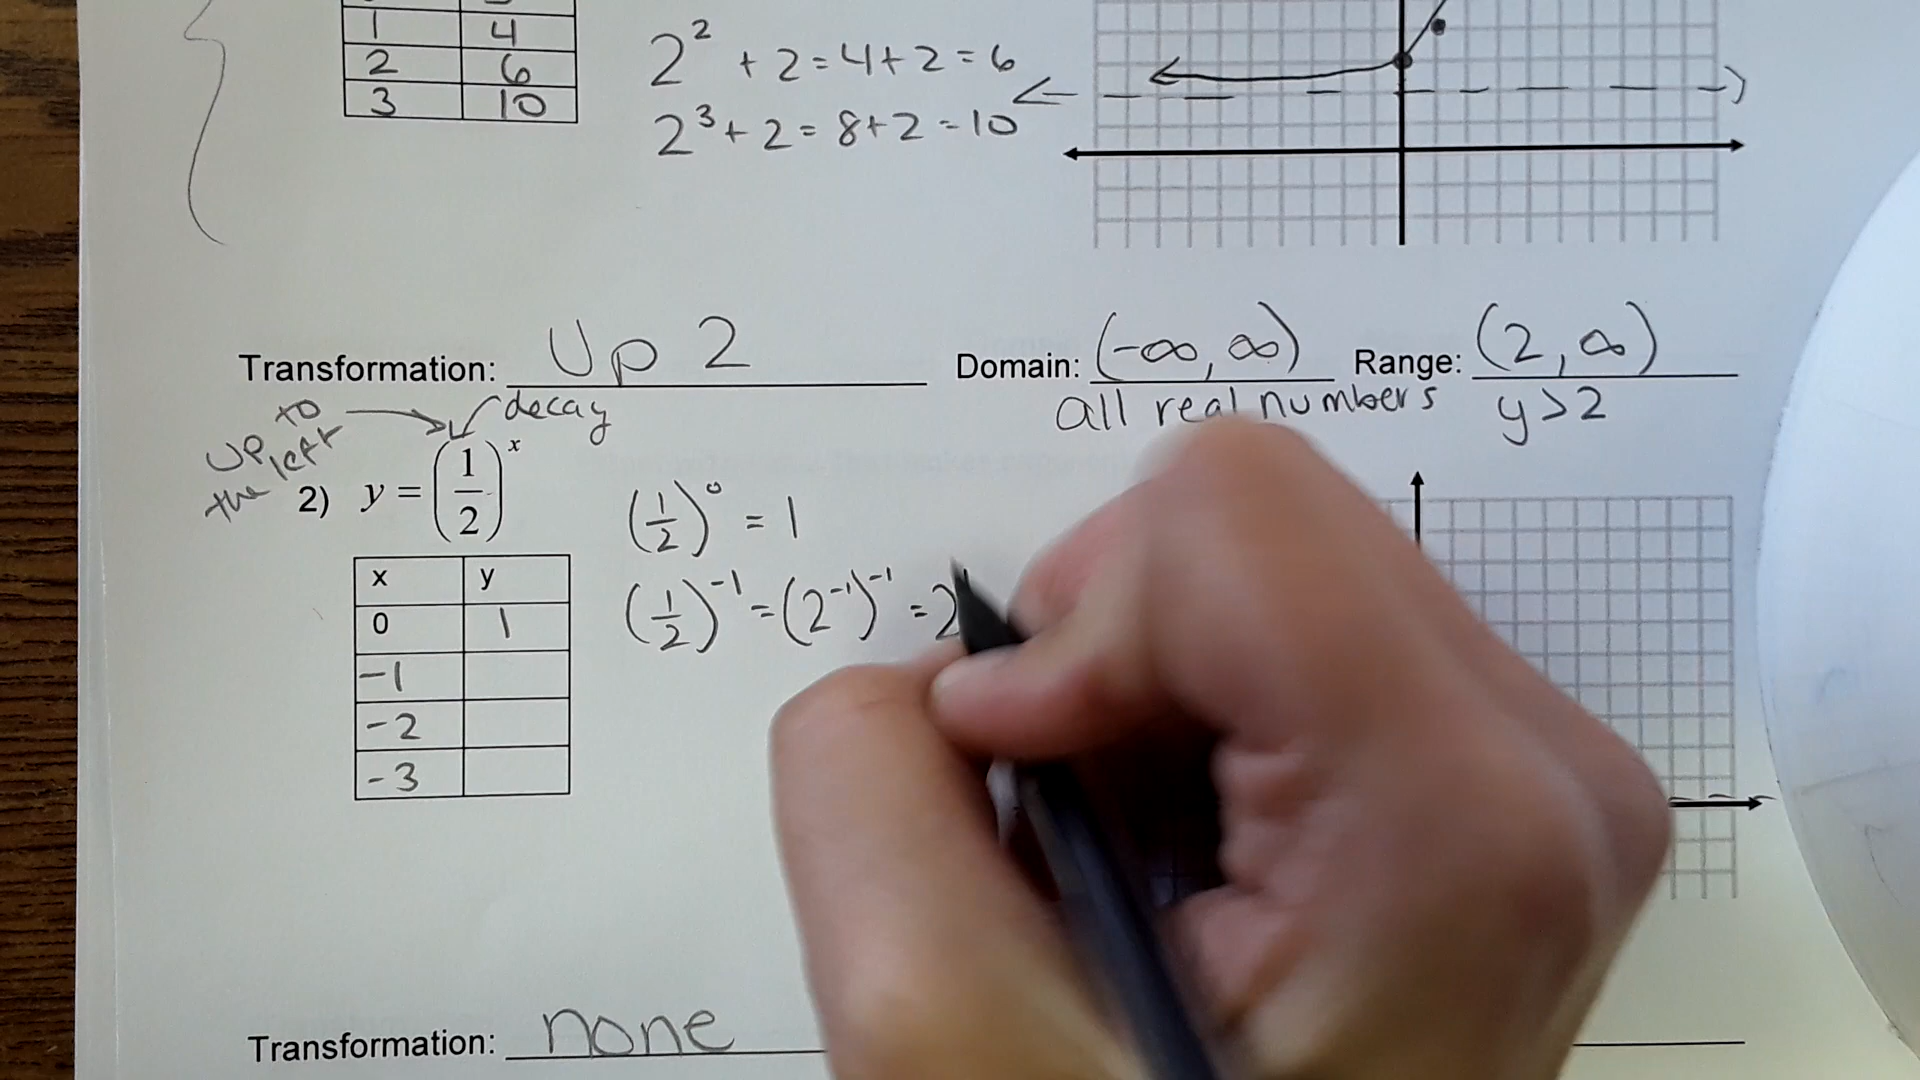 1 4
2 6
3 10
2² + 2 = 4 + 2 = 6
2³ + 2 = 8 + 2 = 10
Transformation: Up 2
Domain: (-∞, ∞) Range: (2, ∞)
all real numbers y > 2
decay
up to the left
2) y = (1/2)ˣ
x y
0 1
-1
-2
-3
(1/2)⁰ = 1
(1/2)⁻¹ = (2⁻¹)⁻¹ = 2
Transformation: none